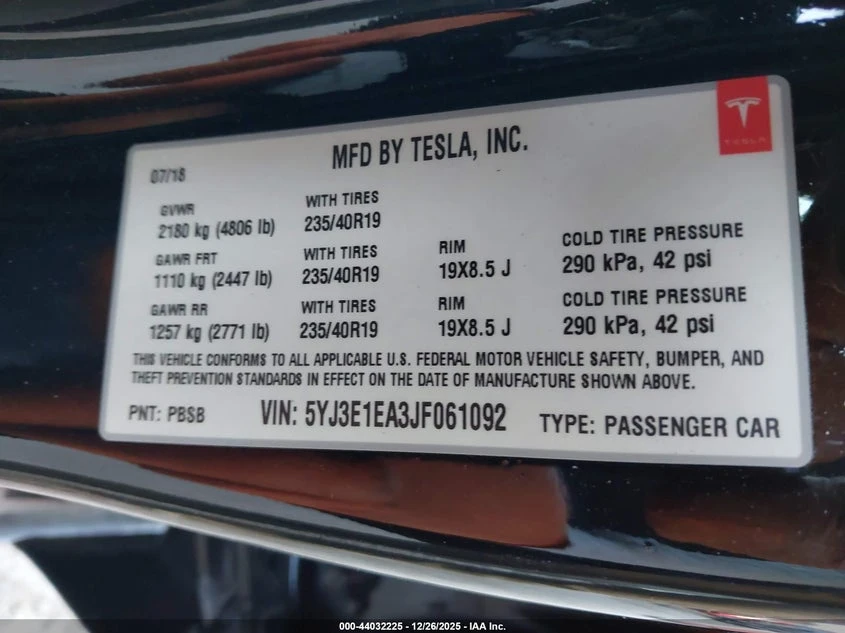 MFD BY TESLA, INC.
TESLA
07/18
GVWR
2180 kg (4806 lb)
WITH TIRES
235/40R19
GAWR FRT
1110 kg (2447 lb)
WITH TIRES
235/40R19
RIM
19X8.5 J
COLD TIRE PRESSURE
290 kPa, 42 psi
GAWR RR
1257 kg (2771 lb)
WITH TIRES
235/40R19
RIM
19X8.5 J
COLD TIRE PRESSURE
290 kPa, 42 psi
THIS VEHICLE CONFORMS TO ALL APPLICABLE U.S. FEDERAL MOTOR VEHICLE SAFETY, BUMPER, AND
THEFT PREVENTION STANDARDS IN EFFECT ON THE DATE OF MANUFACTURE SHOWN ABOVE.
PNT: PBSB
VIN: 5YJ3E1EA3JF061092
TYPE: PASSENGER CAR
000-44032225 - 12/26/2025 - IAA Inc.